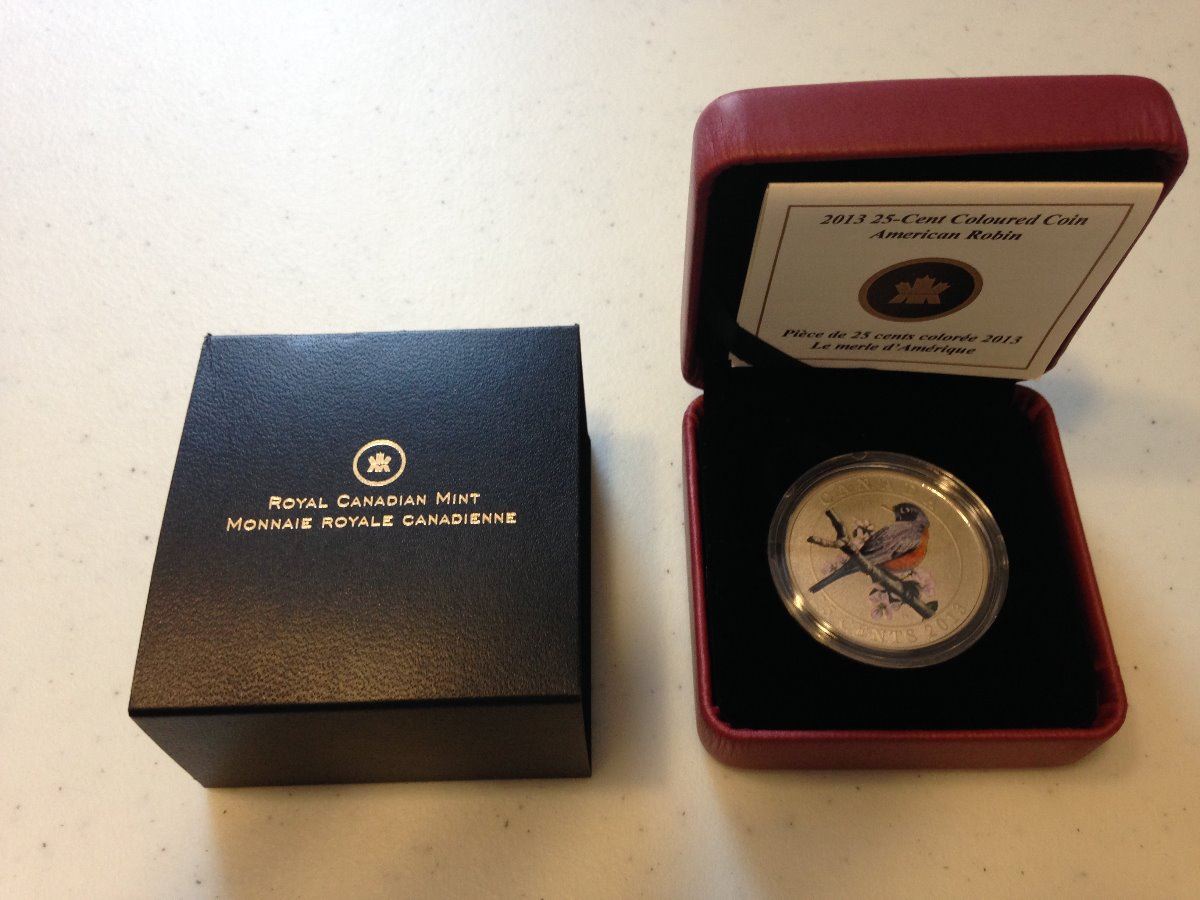 ROYAL CANADIAN MINT
MONNAIE ROYALE CANADIENNE
2013 25-Cent Coloured Coin
American Robin
Pièce de 25 cents colorée 2013
Le merle d'Amérique
CANADA
CENTS 2013